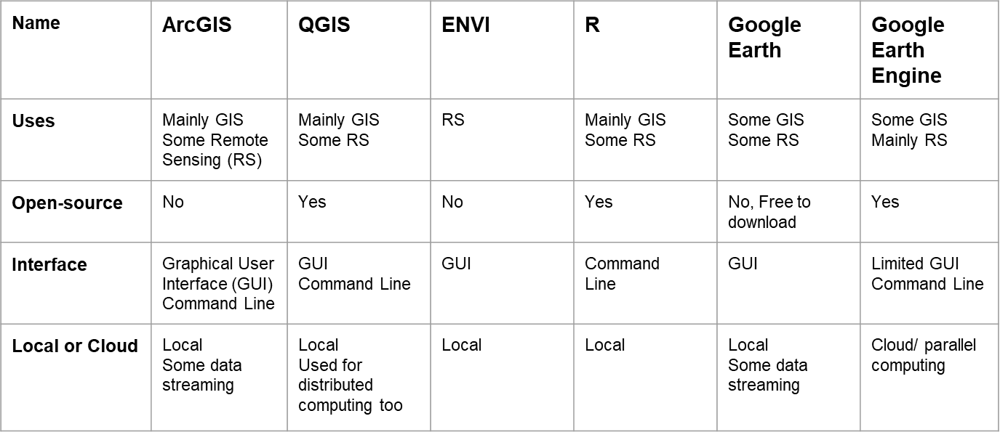 Name
ArcGIS
QGIS
ENVI
R
Google
Earth
Google
Earth
Engine
Uses
Mainly GIS
Some Remote
Sensing (RS)
Mainly GIS
Some RS
RS
Mainly GIS
Some RS
Some GIS
Some RS
Some GIS
Mainly RS
Open-source
No
Yes
No
Yes
No, Free to
download
Yes
Interface
Graphical User
Interface (GUI)
Command Line
GUI
Command Line
GUI
Command
Line
GUI
Limited GUI
Command Line
Local or Cloud
Local
Some data
streaming
Local
Used for
distributed
computing too
Local
Local
Local
Some data
streaming
Cloud/ parallel
computing